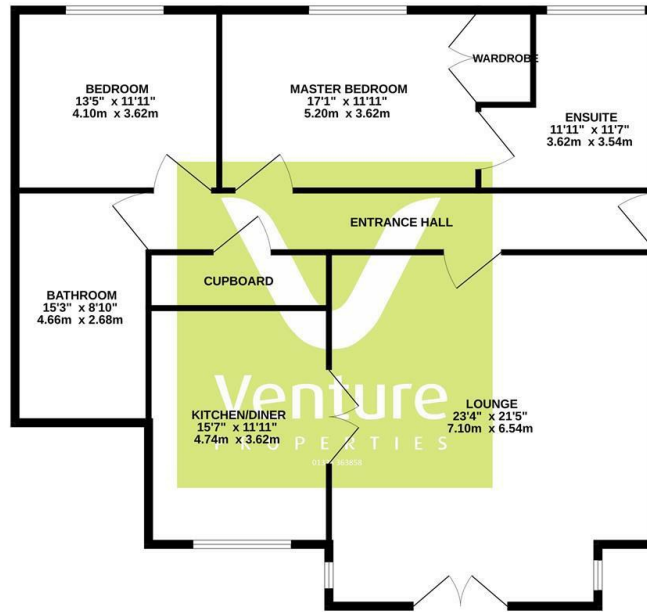 BEDROOM
13'5" x 11'11"
4.10m x 3.62m
MASTER BEDROOM
17'1" x 11'11"
5.20m x 3.62m
WARDROBE
ENSUITE
11'11" x 11'7"
3.62m x 3.54m
ENTRANCE HALL
CUPBOARD
BATHROOM
15'3" x 8'10"
4.66m x 2.68m
Venture
PROPERTIES
KITCHEN/DINER
15'7" x 11'11"
4.74m x 3.62m
LOUNGE
23'4" x 21'5"
7.10m x 6.54m